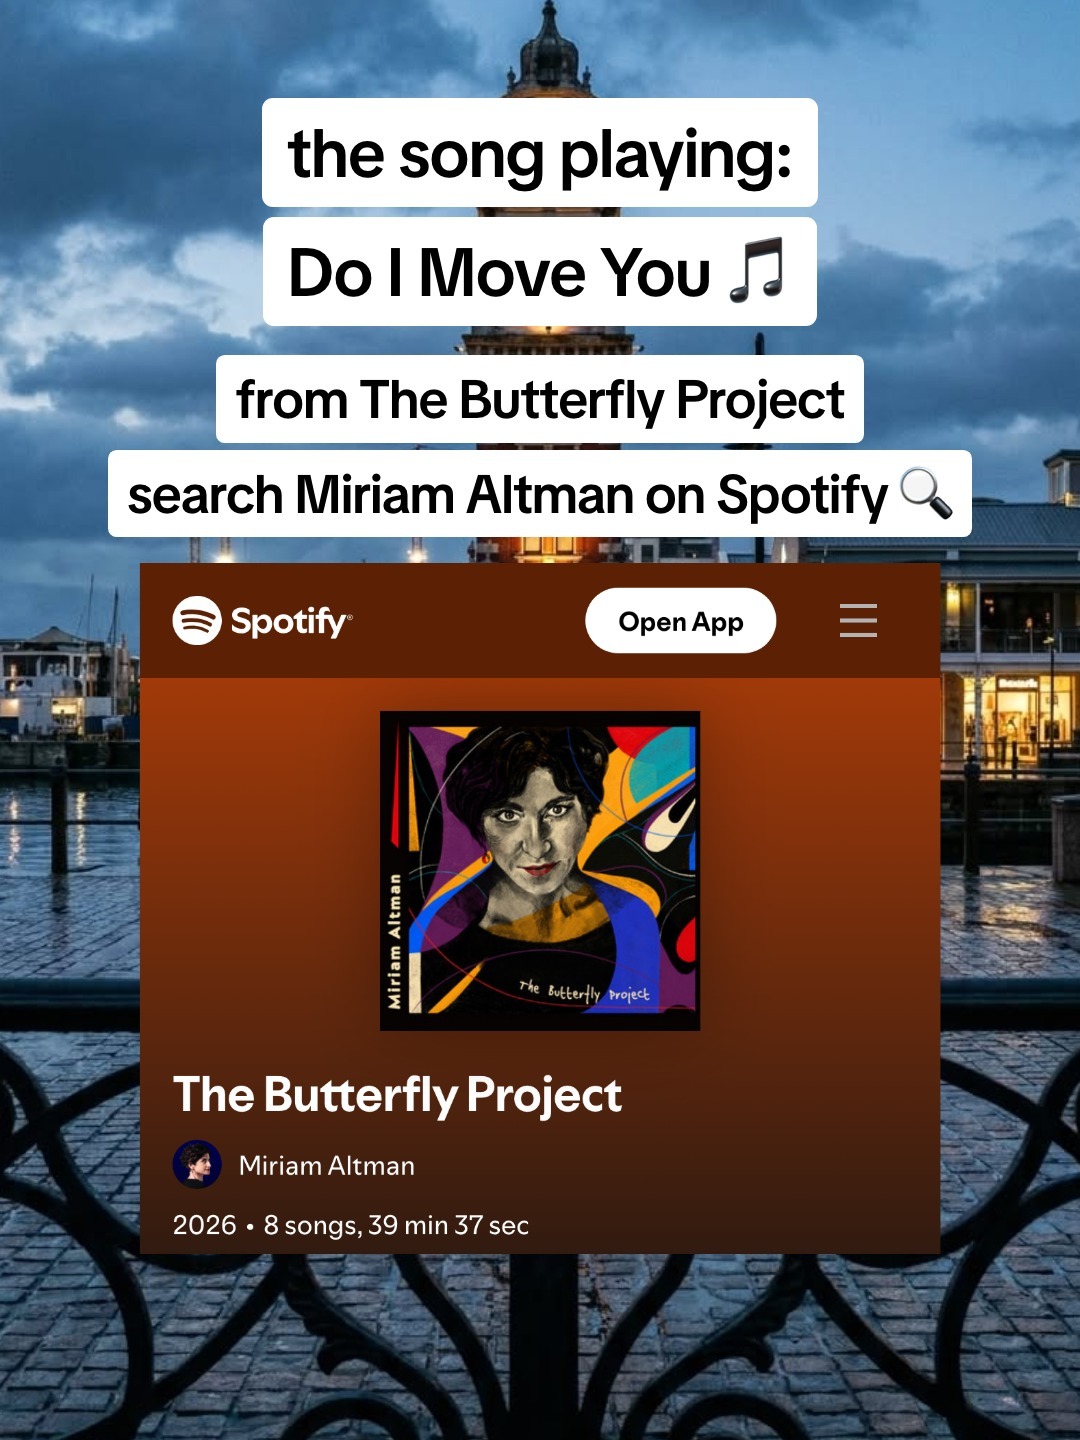 the song playing:
Do I Move You 🎵
from The Butterfly Project
search Miriam Altman on Spotify 🔍
Spotify®
Open App
Miriam Altman
The Butterfly Project
The Butterfly Project
Miriam Altman
2026 • 8 songs, 39 min 37 sec